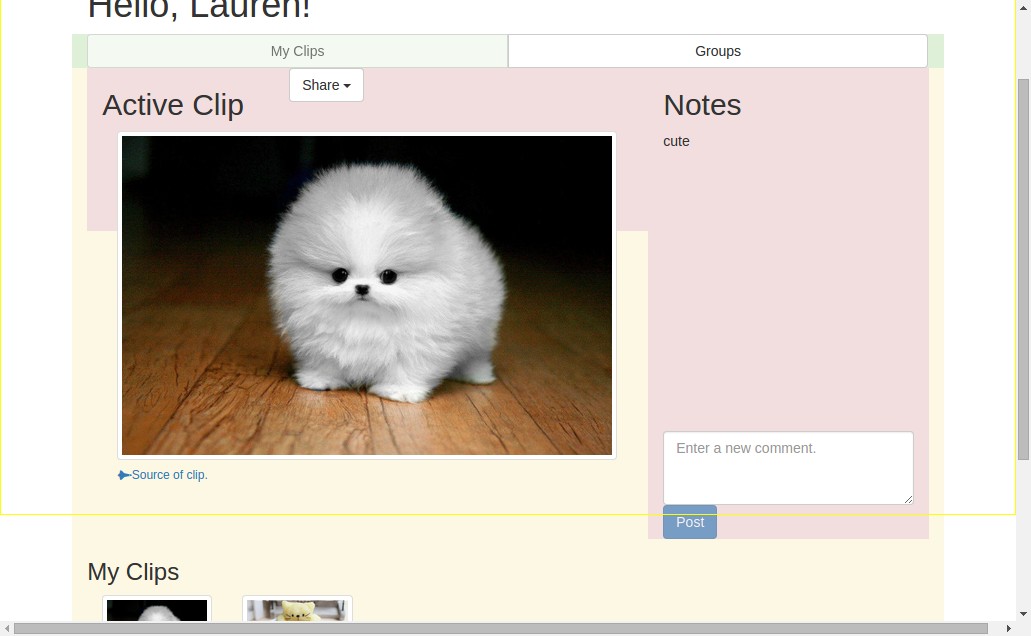 Hello, Lauren!
My Clips
Groups
Share
Active Clip
Notes
cute
Enter a new comment.
Source of clip.
Post
My Clips